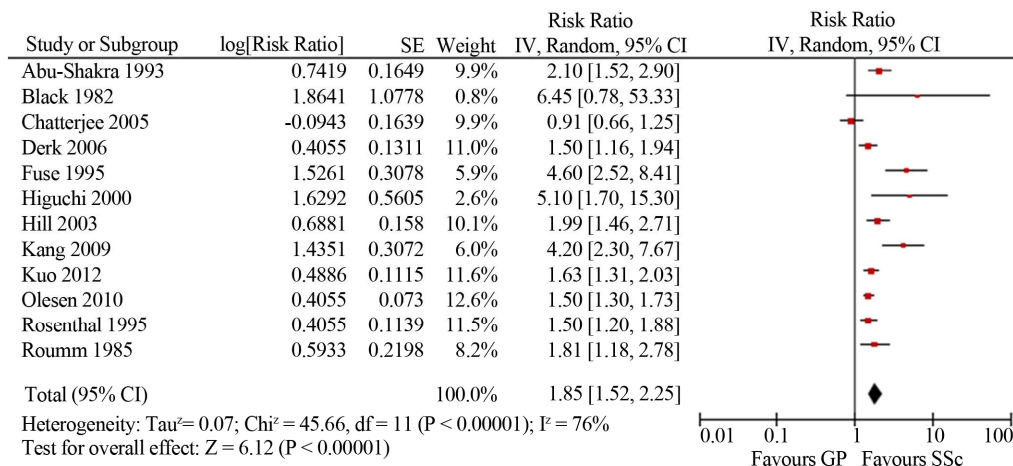 Risk Ratio Risk Ratio
Study or Subgroup log[Risk Ratio] SE Weight IV, Random, 95% CI IV, Random, 95% CI
Abu-Shakra 1993 0.7419 0.1649 9.9% 2.10 [1.52, 2.90]
Black 1982 1.8641 1.0778 0.8% 6.45 [0.78, 53.33]
Chatterjee 2005 -0.0943 0.1639 9.9% 0.91 [0.66, 1.25]
Derk 2006 0.4055 0.1311 11.0% 1.50 [1.16, 1.94]
Fuse 1995 1.5261 0.3078 5.9% 4.60 [2.52, 8.41]
Higuchi 2000 1.6292 0.5605 2.6% 5.10 [1.70, 15.30]
Hill 2003 0.6881 0.158 10.1% 1.99 [1.46, 2.71]
Kang 2009 1.4351 0.3072 6.0% 4.20 [2.30, 7.67]
Kuo 2012 0.4886 0.1115 11.6% 1.63 [1.31, 2.03]
Olesen 2010 0.4055 0.073 12.6% 1.50 [1.30, 1.73]
Rosenthal 1995 0.4055 0.1139 11.5% 1.50 [1.20, 1.88]
Roumm 1985 0.5933 0.2198 8.2% 1.81 [1.18, 2.78]
Total (95% CI) 100.0% 1.85 [1.52, 2.25]
Heterogeneity: Tauᶻ= 0.07; Chiᶻ = 45.66, df = 11 (P < 0.00001); Iᶻ = 76%
Test for overall effect: Z = 6.12 (P < 0.00001)
0.01 0.1 1 10 100
Favours GP Favours SSc